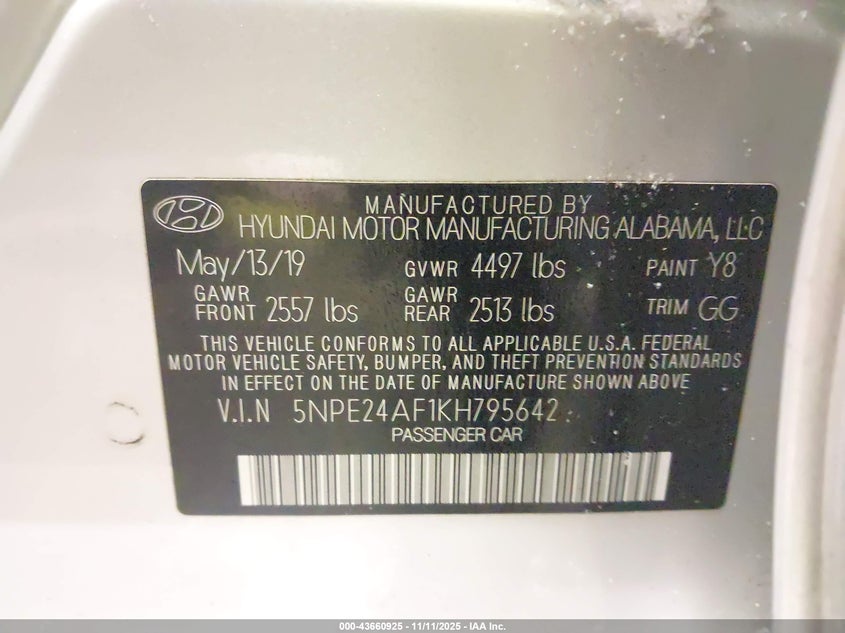 MANUFACTURED BY
HYUNDAI MOTOR MANUFACTURING ALABAMA, LLC
May/13/19 GVWR 4497 lbs PAINT Y8
GAWR FRONT 2557 lbs GAWR REAR 2513 lbs TRIM GG
THIS VEHICLE CONFORMS TO ALL APPLICABLE U.S.A. FEDERAL
MOTOR VEHICLE SAFETY, BUMPER, AND THEFT PREVENTION STANDARDS
IN EFFECT ON THE DATE OF MANUFACTURE SHOWN ABOVE
V.I.N 5NPE24AF1KH795642
PASSENGER CAR
000-43660925 - 11/11/2025 - IAA Inc.